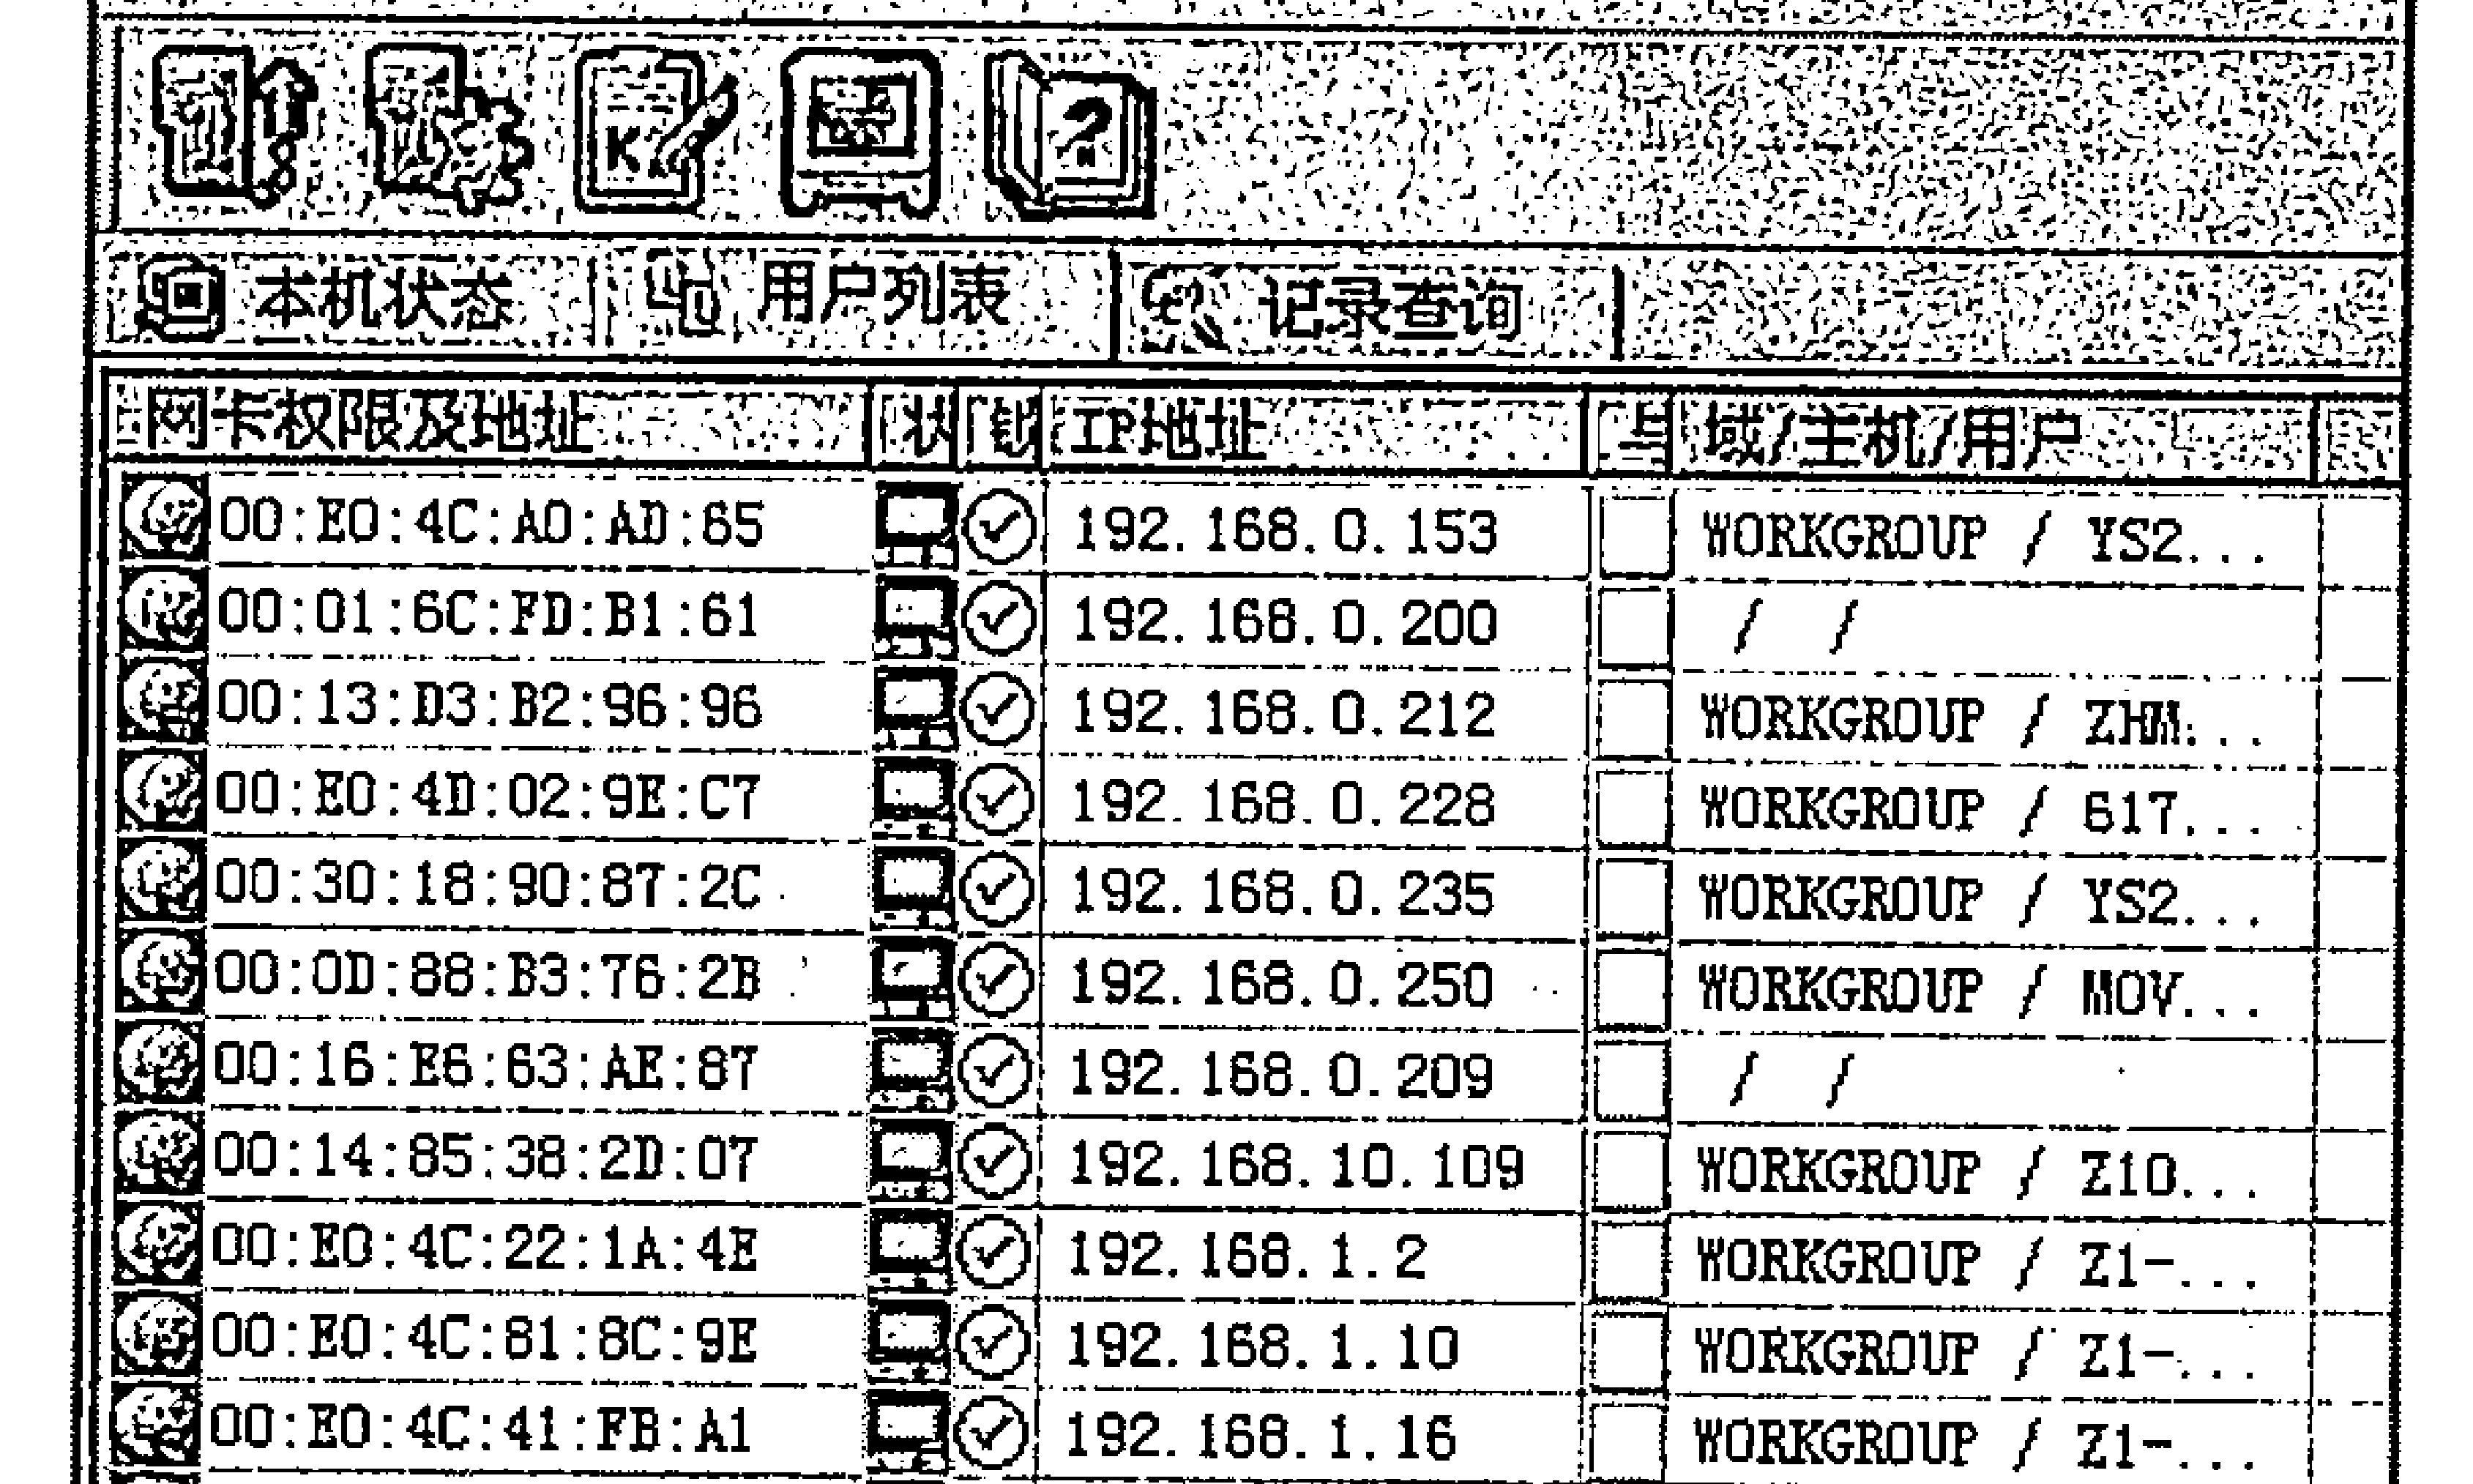 本机状态 用户列表 记录查询
网卡权限及地址 状 锁 IP地址 与 域/主机/用户
00:E0:4C:A0:AD:65 192.168.0.153 WORKGROUP / YS2...
00:01:6C:FD:B1:61 192.168.0.200 / /
00:13:D3:B2:96:96 192.168.0.212 WORKGROUP / ZHM...
00:E0:4D:02:9E:C7 192.168.0.228 WORKGROUP / 617...
00:30:18:90:87:2C 192.168.0.235 WORKGROUP / YS2...
00:0D:88:B3:76:2B 192.168.0.250 WORKGROUP / MOV...
00:16:E6:63:AE:87 192.168.0.209 / /
00:14:85:38:2D:07 192.168.10.109 WORKGROUP / Z10...
00:E0:4C:22:1A:4E 192.168.1.2 WORKGROUP / Z1-...
00:E0:4C:81:8C:9E 192.168.1.10 WORKGROUP / Z1-...
00:E0:4C:41:FB:A1 192.168.1.16 WORKGROUP / Z1-...